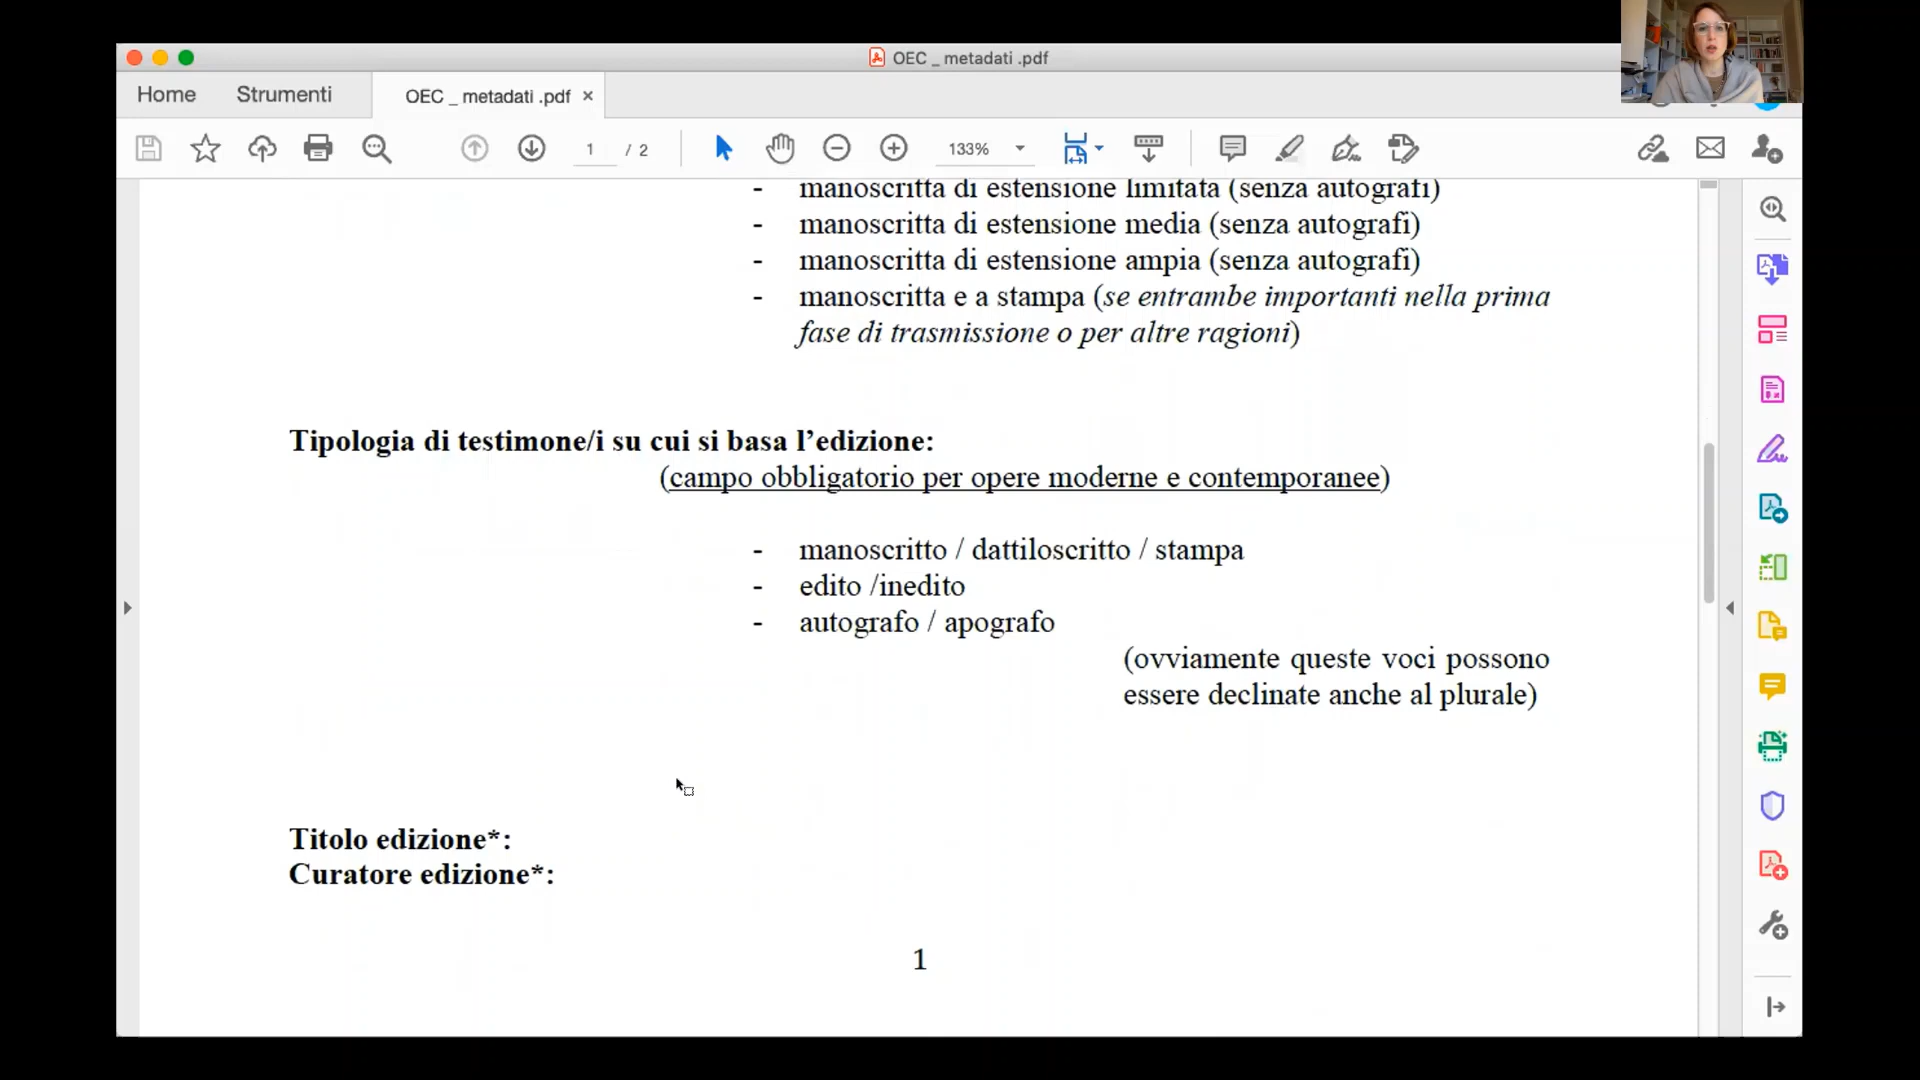 OEC _ metadati .pdf
Home
Strumenti
OEC _ metadati .pdf ×
1 / 2
133%
- manoscritta di estensione limitata (senza autografi)
- manoscritta di estensione media (senza autografi)
- manoscritta di estensione ampia (senza autografi)
- manoscritta e a stampa (se entrambe importanti nella prima
fase di trasmissione o per altre ragioni)
Tipologia di testimone/i su cui si basa l’edizione:
(campo obbligatorio per opere moderne e contemporanee)
- manoscritto / dattiloscritto / stampa
- edito /inedito
- autografo / apografo
(ovviamente queste voci possono
essere declinate anche al plurale)
Titolo edizione*:
Curatore edizione*:
1